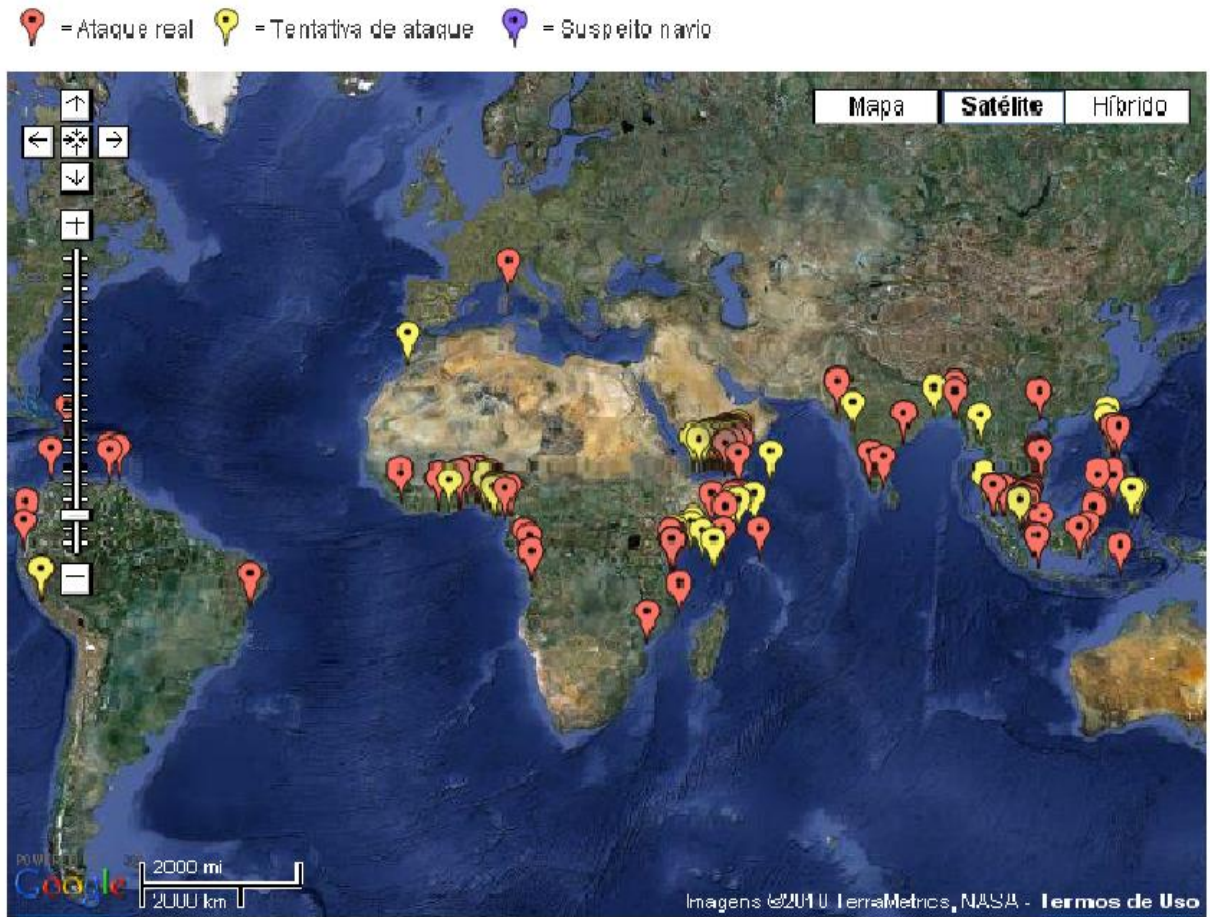 = Ataque real = Tentativa de ataque = Suspeito navio
Mapa Satélite Híbrido
2000 mi
Google
2000 km
Imagens ©2010 TerraMetrics, NASA - Termos de Uso